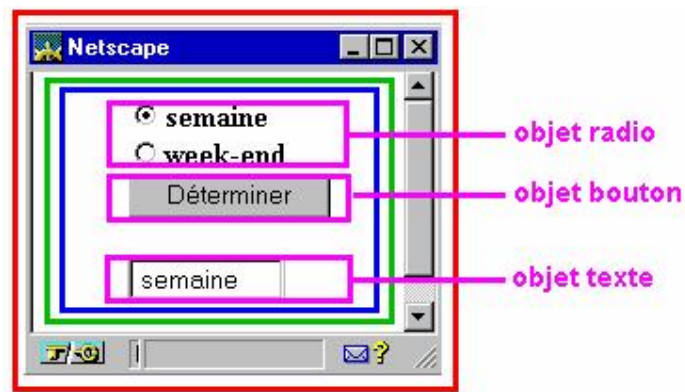 Netscape
semaine
week-end
objet radio
Déterminer
objet bouton
semaine
objet texte